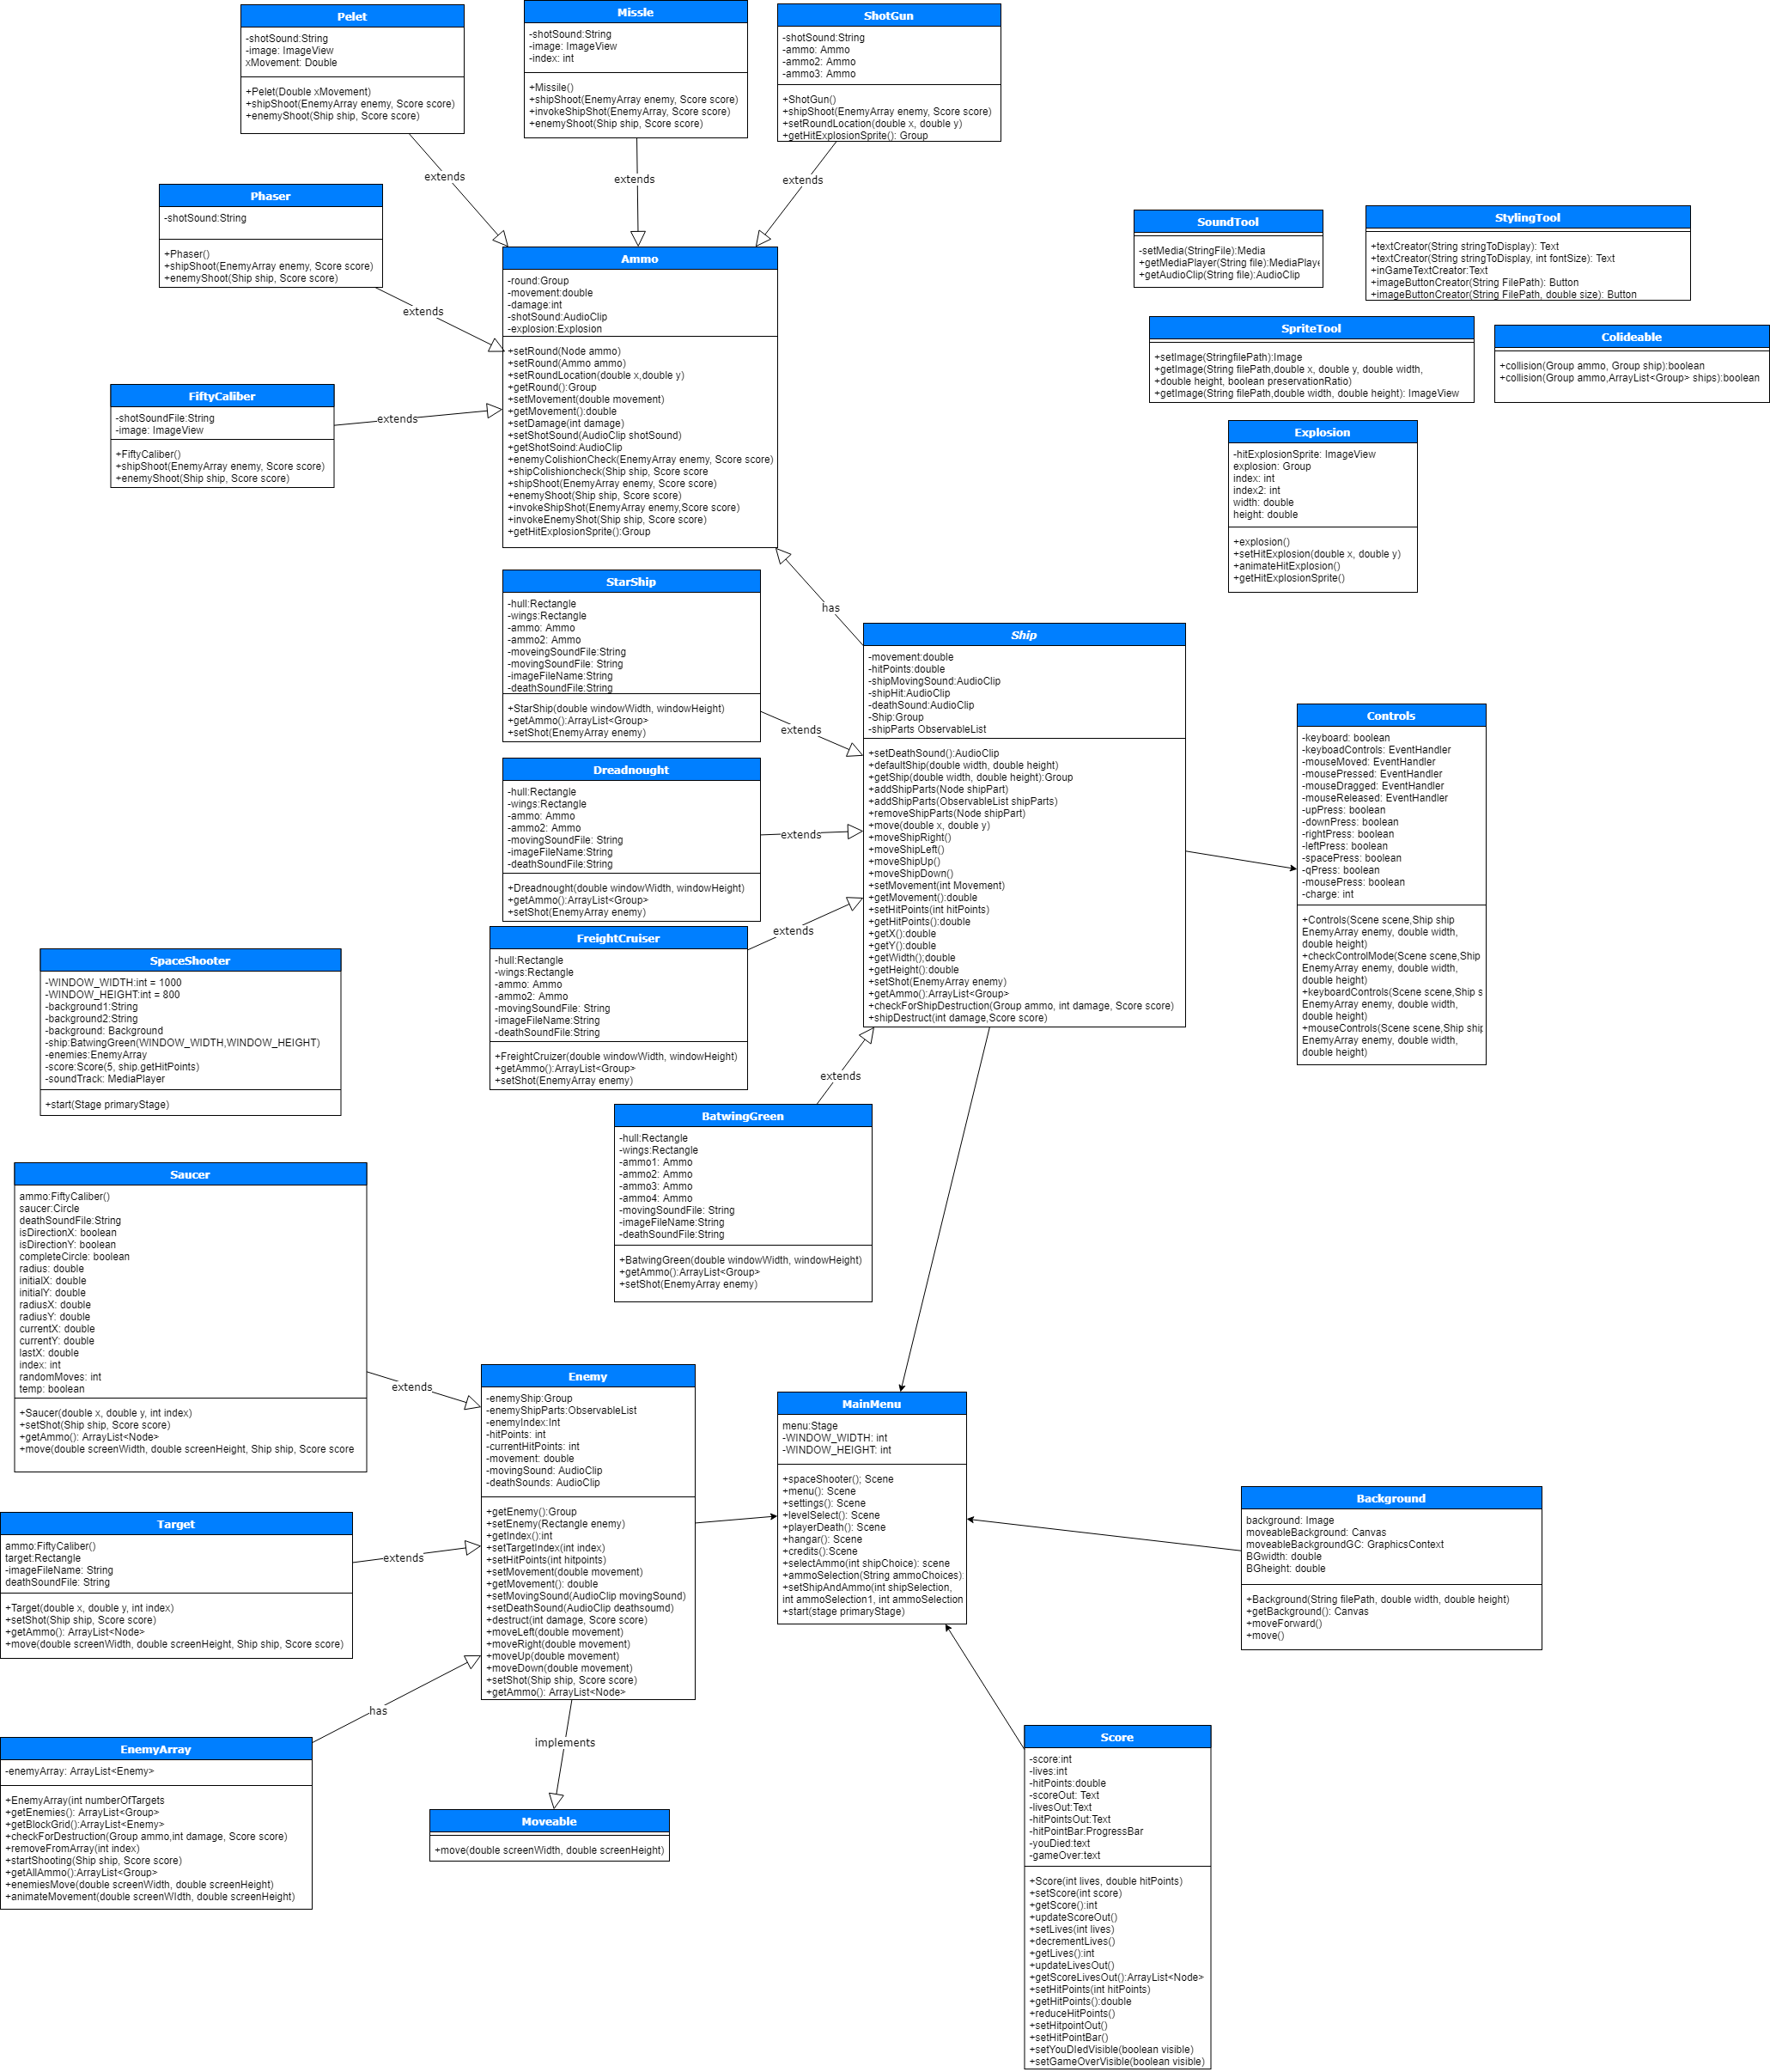 Pelet
-shotSound:String
-image: ImageView
xMovement: Double
+Pelet(Double xMovement)
+shipShoot(EnemyArray enemy, Score score)
+enemyShoot(Ship ship, Score score)
Missle
-shotSound:String
-image: ImageView
-index: int
+Missile()
+shipShoot(EnemyArray enemy, Score score)
+invokeShipShot(EnemyArray, Score score)
+enemyShoot(Ship ship, Score score)
ShotGun
-shotSound:String
-ammo: Ammo
-ammo2: Ammo
-ammo3: Ammo
+ShotGun()
+shipShoot(EnemyArray enemy, Score score)
+setRoundLocation(double x, double y)
+getHitExplosionSprite(): Group
extends
extends
extends
Phaser
-shotSound:String
+Phaser()
+shipShoot(EnemyArray enemy, Score score)
+enemyShoot(Ship ship, Score score)
extends
FiftyCaliber
-shotSoundFile:String
-image: ImageView
+FiftyCaliber()
+shipShoot(EnemyArray enemy, Score score)
+enemyShoot(Ship ship, Score score)
extends
Ammo
-round:Group
-movement:double
-damage:int
-shotSound:AudioClip
-explosion:Explosion
+setRound(Node ammo)
+setRound(Ammo ammo)
+setRoundLocation(double x,double y)
+getRound():Group
+setMovement(double movement)
+getMovement():double
+setDamage(int damage)
+setShotSound(AudioClip shotSound)
+getShotSoind:AudioClip
+enemyColishionCheck(EnemyArray enemy, Score score)
+shipColishioncheck(Ship ship, Score score
+shipShoot(EnemyArray enemy, Score score)
+enemyShoot(Ship ship, Score score)
+invokeShipShot(EnemyArray enemy,Score score)
+invokeEnemyShot(Ship ship, Score score)
+getHitExplosionSprite():Group
SoundTool
-setMedia(StringFile):Media
+getMediaPlayer(String file):MediaPlaye
+getAudioClip(String file):AudioClip
StylingTool
+textCreator(String stringToDisplay): Text
+textCreator(String stringToDisplay, int fontSize): Text
+inGameTextCreator:Text
+imageButtonCreator(String FilePath): Button
+imageButtonCreator(String FilePath, double size): Button
SpriteTool
+setImage(StringfilePath):Image
+getImage(String filePath,double x, double y, double width,
+double height, boolean preservationRatio)
+getImage(String filePath,double width, double height): ImageView
Colideable
+collision(Group ammo, Group ship):boolean
+collision(Group ammo,ArrayList<Group> ships):boolean
Explosion
-hitExplosionSprite: ImageView
explosion: Group
index: int
index2: int
width: double
height: double
+explosion()
+setHitExplosion(double x, double y)
+animateHitExplosion()
+getHitExplosionSprite()
has
StarShip
-hull:Rectangle
-wings:Rectangle
-ammo: Ammo
-ammo2: Ammo
-moveingSoundFile:String
-movingSoundFile: String
-imageFileName:String
-deathSoundFile:String
+StarShip(double windowWidth, windowHeight)
+getAmmo():ArrayList<Group>
+setShot(EnemyArray enemy)
extends
Dreadnought
-hull:Rectangle
-wings:Rectangle
-ammo: Ammo
-ammo2: Ammo
-movingSoundFile: String
-imageFileName:String
-deathSoundFile:String
+Dreadnought(double windowWidth, windowHeight)
+getAmmo():ArrayList<Group>
+setShot(EnemyArray enemy)
extends
FreightCruiser
-hull:Rectangle
-wings:Rectangle
-ammo: Ammo
-ammo2: Ammo
-movingSoundFile: String
-imageFileName:String
-deathSoundFile:String
+FreightCruizer(double windowWidth, windowHeight)
+getAmmo():ArrayList<Group>
+setShot(EnemyArray enemy)
extends
Ship
-movement:double
-hitPoints:double
-shipMovingSound:AudioClip
-shipHit:AudioClip
-deathSound:AudioClip
-Ship:Group
-shipParts ObservableList
+setDeathSound():AudioClip
+defaultShip(double width, double height)
+getShip(double width, double height):Group
+addShipParts(Node shipPart)
+addShipParts(ObservableList shipParts)
+removeShipParts(Node shipPart)
+move(double x, double y)
+moveShipRight()
+moveShipLeft()
+moveShipUp()
+moveShipDown()
+setMovement(int Movement)
+getMovement():double
+setHitPoints(int hitPoints)
+getHitPoints():double
+getX():double
+getY():double
+getWidth();double
+getHeight():double
+setShot(EnemyArray enemy)
+getAmmo():ArrayList<Group>
+checkForShipDestruction(Group ammo, int damage, Score score)
+shipDestruct(int damage,Score score)
Controls
-keyboard: boolean
-keyboadControls: EventHandler
-mouseMoved: EventHandler
-mousePressed: EventHandler
-mouseDragged: EventHandler
-mouseReleased: EventHandler
-upPress: boolean
-downPress: boolean
-rightPress: boolean
-leftPress: boolean
-spacePress: boolean
-qPress: boolean
-mousePress: boolean
-charge: int
+Controls(Scene scene,Ship ship
EnemyArray enemy, double width,
double height)
+checkControlMode(Scene scene,Ship
EnemyArray enemy, double width,
double height)
+keyboardControls(Scene scene,Ship s
EnemyArray enemy, double width,
double height)
+mouseControls(Scene scene,Ship ship
EnemyArray enemy, double width,
double height)
SpaceShooter
-WINDOW_WIDTH:int = 1000
-WINDOW_HEIGHT:int = 800
-background1:String
-background2:String
-background: Background
-ship:BatwingGreen(WINDOW_WIDTH,WINDOW_HEIGHT)
-enemies:EnemyArray
-score:Score(5, ship.getHitPoints)
-soundTrack: MediaPlayer
+start(Stage primaryStage)
extends
BatwingGreen
-hull:Rectangle
-wings:Rectangle
-ammo1: Ammo
-ammo2: Ammo
-ammo3: Ammo
-ammo4: Ammo
-movingSoundFile: String
-imageFileName:String
-deathSoundFile:String
+BatwingGreen(double windowWidth, windowHeight)
+getAmmo():ArrayList<Group>
+setShot(EnemyArray enemy)
Saucer
ammo:FiftyCaliber()
saucer:Circle
deathSoundFile:String
isDirectionX: boolean
isDirectionY: boolean
completeCircle: boolean
radius: double
initialX: double
initialY: double
radiusX: double
radiusY: double
currentX: double
currentY: double
lastX: double
index: int
randomMoves: int
temp: boolean
+Saucer(double x, double y, int index)
+setShot(Ship ship, Score score)
+getAmmo(): ArrayList<Node>
+move(double screenWidth, double screenHeight, Ship ship, Score score
extends
Target
ammo:FiftyCaliber()
target:Rectangle
-imageFileName: String
deathSoundFile: String
+Target(double x, double y, int index)
+setShot(Ship ship, Score score)
+getAmmo(): ArrayList<Node>
+move(double screenWidth, double screenHeight, Ship ship, Score score)
extends
Enemy
-enemyShip:Group
-enemyShipParts:ObservableList
-enemyIndex:Int
-hitPoints: int
-currentHitPoints: int
-movement: double
-movingSound: AudioClip
-deathSounds: AudioClip
+getEnemy():Group
+setEnemy(Rectangle enemy)
+getIndex():int
+setTargetIndex(int index)
+setHitPoints(int hitpoints)
+setMovement(double movement)
+getMovement(): double
+setMovingSound(AudioClip movingSound)
+setDeathSound(AudioClip deathsoumd)
+destruct(int damage, Score score)
+moveLeft(double movement)
+moveRight(double movement)
+moveUp(double movement)
+moveDown(double movement)
+setShot(Ship ship, Score score)
+getAmmo(): ArrayList<Node>
MainMenu
menu:Stage
-WINDOW_WIDTH: int
-WINDOW_HEIGHT: int
+spaceShooter(); Scene
+menu(): Scene
+settings(): Scene
+levelSelect(): Scene
+playerDeath(): Scene
+hangar(): Scene
+credits():Scene
+selectAmmo(int shipChoice): scene
+ammoSelection(String ammoChoices)
+setShipAndAmmo(int shipSelection,
int ammoSelection1, int ammoSelection
+start(stage primaryStage)
Background
background: Image
moveableBackground: Canvas
moveableBackgroundGC: GraphicsContext
BGwidth: double
BGheight: double
+Background(String filePath, double width, double height)
+getBackground(): Canvas
+moveForward()
+move()
has
EnemyArray
-enemyArray: ArrayList<Enemy>
+EnemyArray(int numberOfTargets
+getEnemies(): ArrayList<Group>
+getBlockGrid():ArrayList<Enemy>
+checkForDestruction(Group ammo,int damage, Score score)
+removeFromArray(int index)
+startShooting(Ship ship, Score score)
+getAllAmmo():ArrayList<Group>
+enemiesMove(double screenWidth, double screenHeight)
+animateMovement(double screenWIdth, double screenHeight)
implements
Moveable
+move(double screenWidth, double screenHeight)
Score
-score:int
-lives:int
-hitPoints:double
-scoreOut: Text
-livesOut:Text
-hitPointsOut:Text
-hitPointBar:ProgressBar
-youDied:text
-gameOver:text
+Score(int lives, double hitPoints)
+setScore(int score)
+getScore():int
+updateScoreOut()
+setLives(int lives)
+decrementLives()
+getLives():int
+updateLivesOut()
+getScoreLivesOut():ArrayList<Node>
+setHitPoints(int hitPoints)
+getHitPoints():double
+reduceHitPoints()
+setHitpointOut()
+setHitPointBar()
+setYouDIedVisible(boolean visible)
+setGameOverVisible(boolean visible)